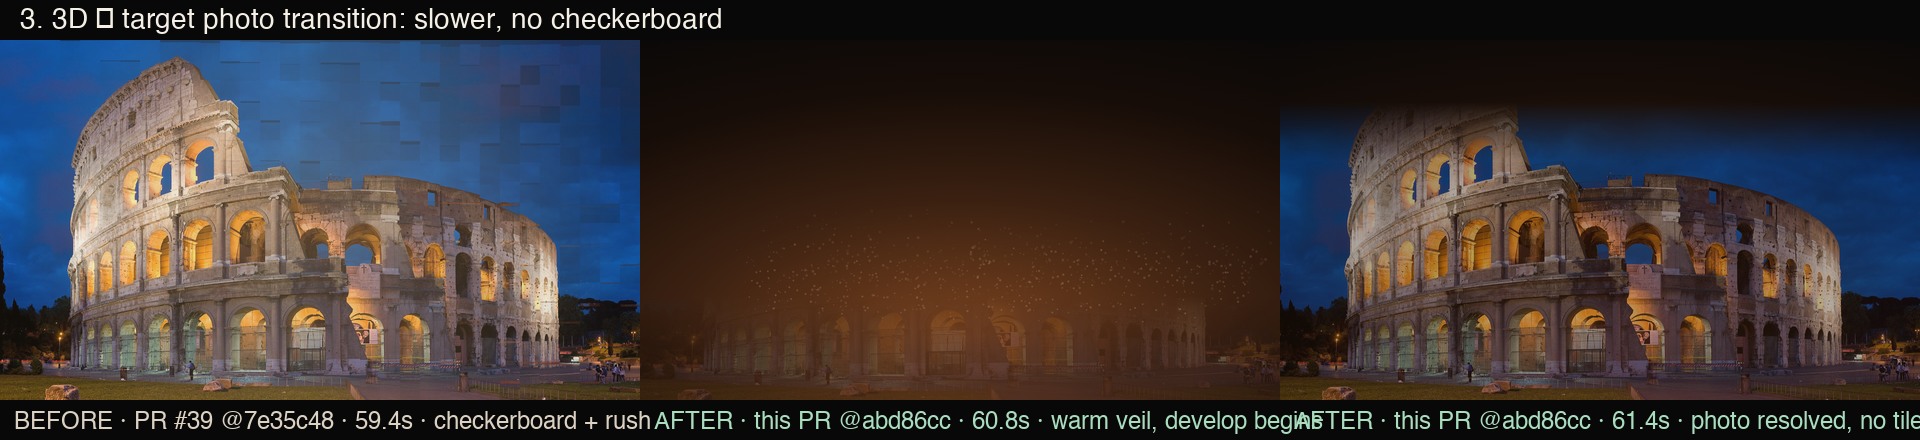 3. 3D □ target photo transition: slower, no checkerboard
BEFORE · PR #39 @7e35c48 · 59.4s · checkerboard + rush
AFTER · this PR @abd86cc · 60.8s · warm veil, develop begins
AFTER · this PR @abd86cc · 61.4s · photo resolved, no tile